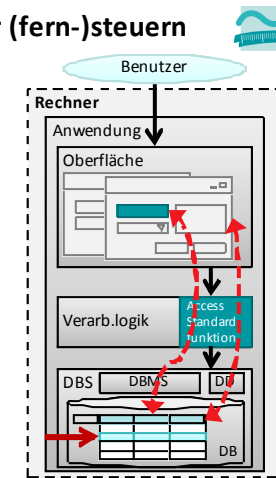 (fern-)steuern
Benutzer
Rechner
Anwendung
Oberfläche
Verarb.logik
Access
Standard
funktion
DBS
DBMS
DD
DB